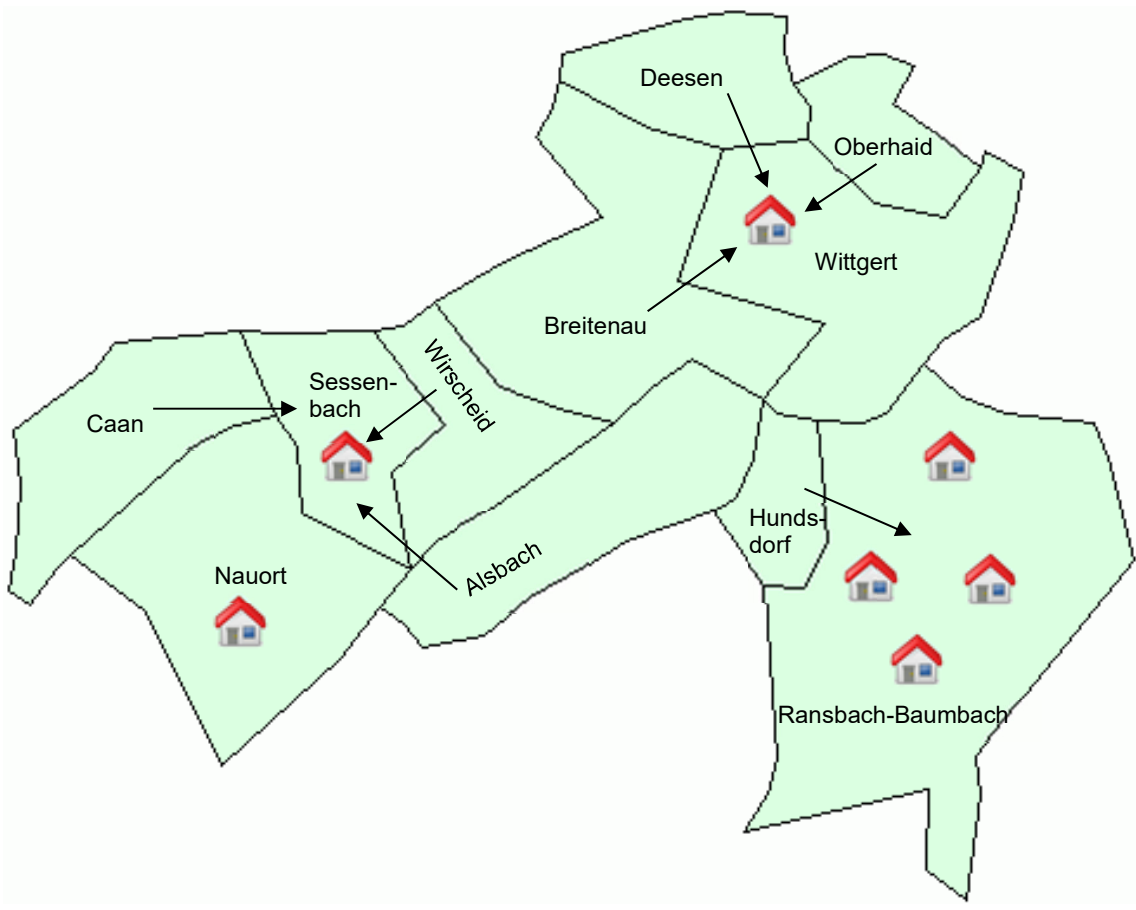 Deesen
Oberhaid
Wittgert
Breitenau
Wirscheid
Sessen-
bach
Caan
Hunds-
dorf
Alsbach
Nauort
Ransbach-Baumbach